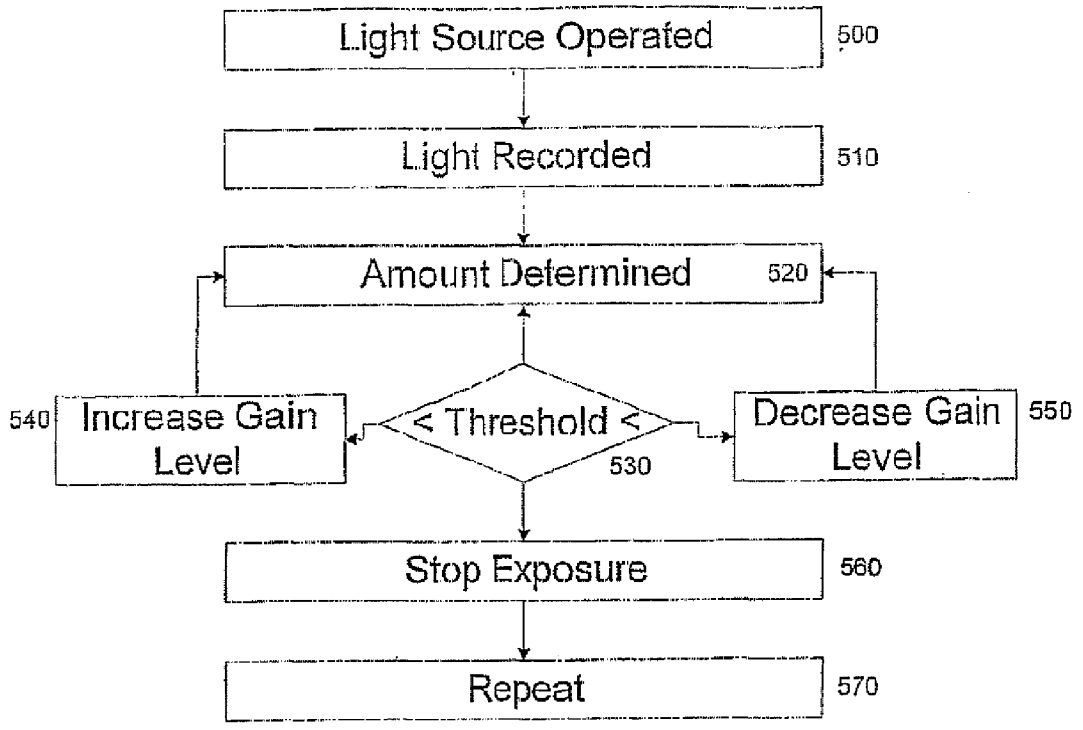 Light Source Operated 500
Light Recorded 510
Amount Determined 520
540 Increase Gain
Level
< Threshold <
530
Decrease Gain 550
Level
Stop Exposure 560
Repeat 570